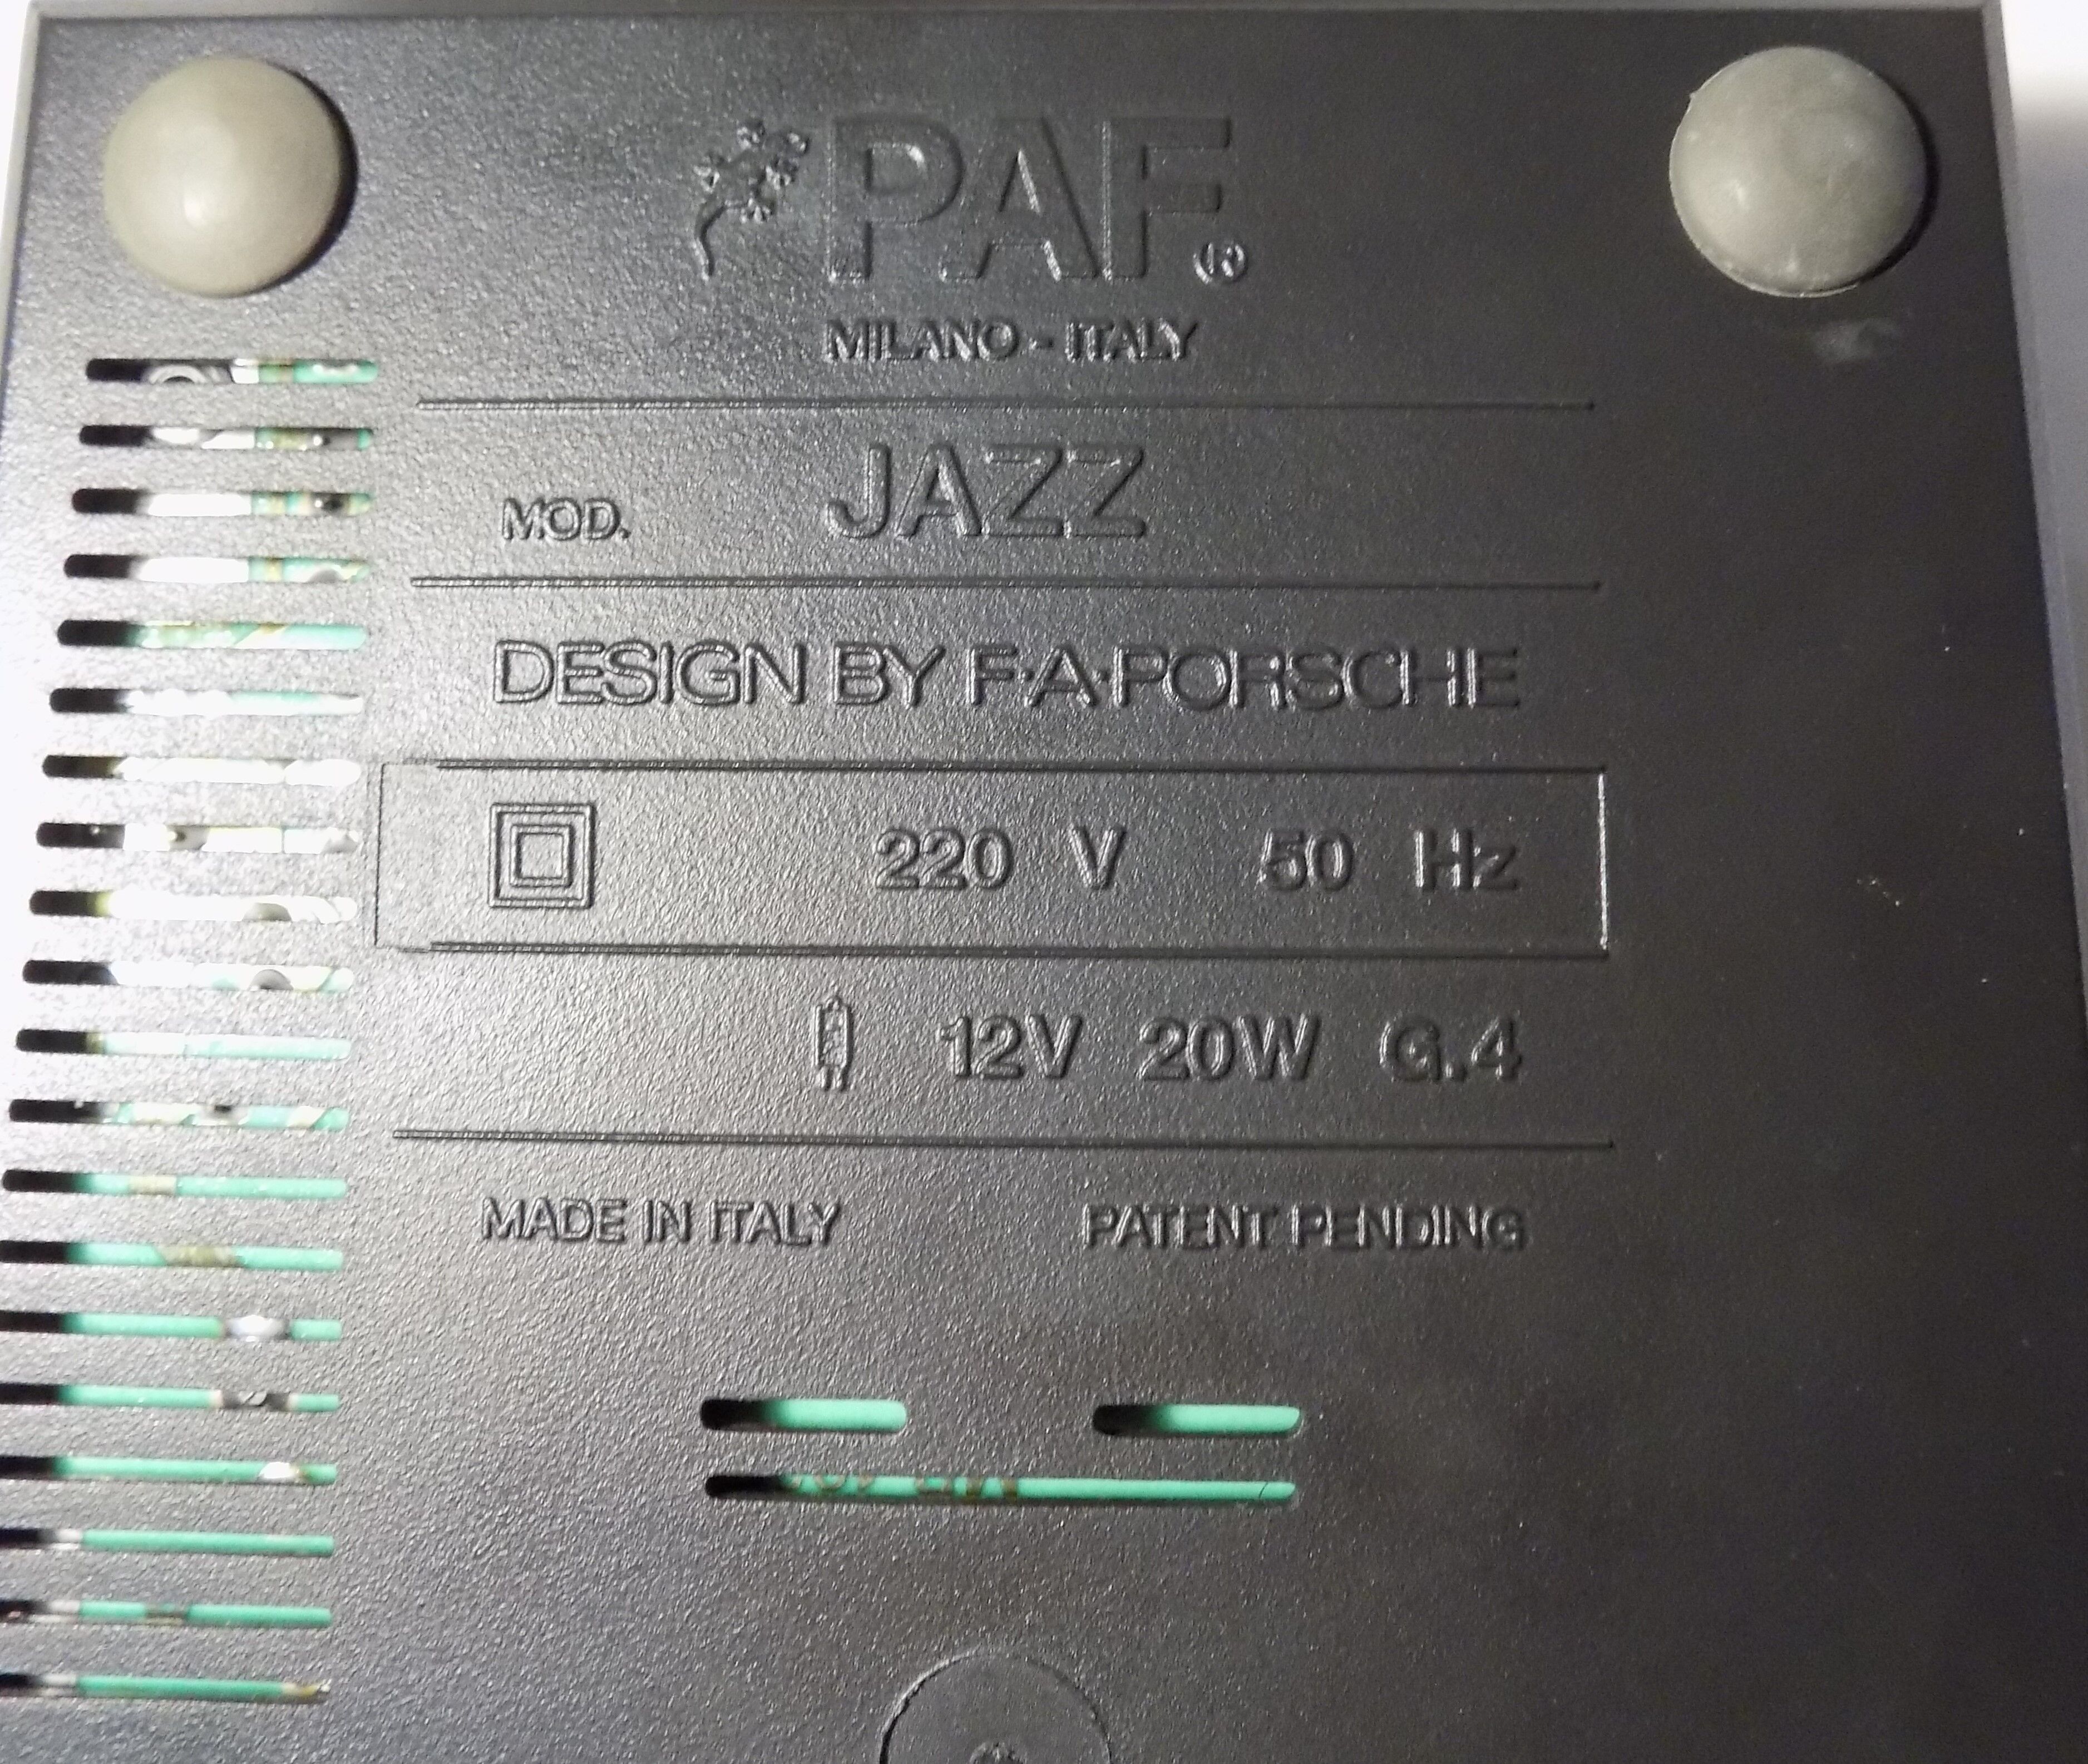 PAF®
MILANO - ITALY
MOD. JAZZ
DESIGN BY F·A·PORSCHE
220 V 50 Hz
12V 20W G.4
MADE IN ITALY PATENT PENDING